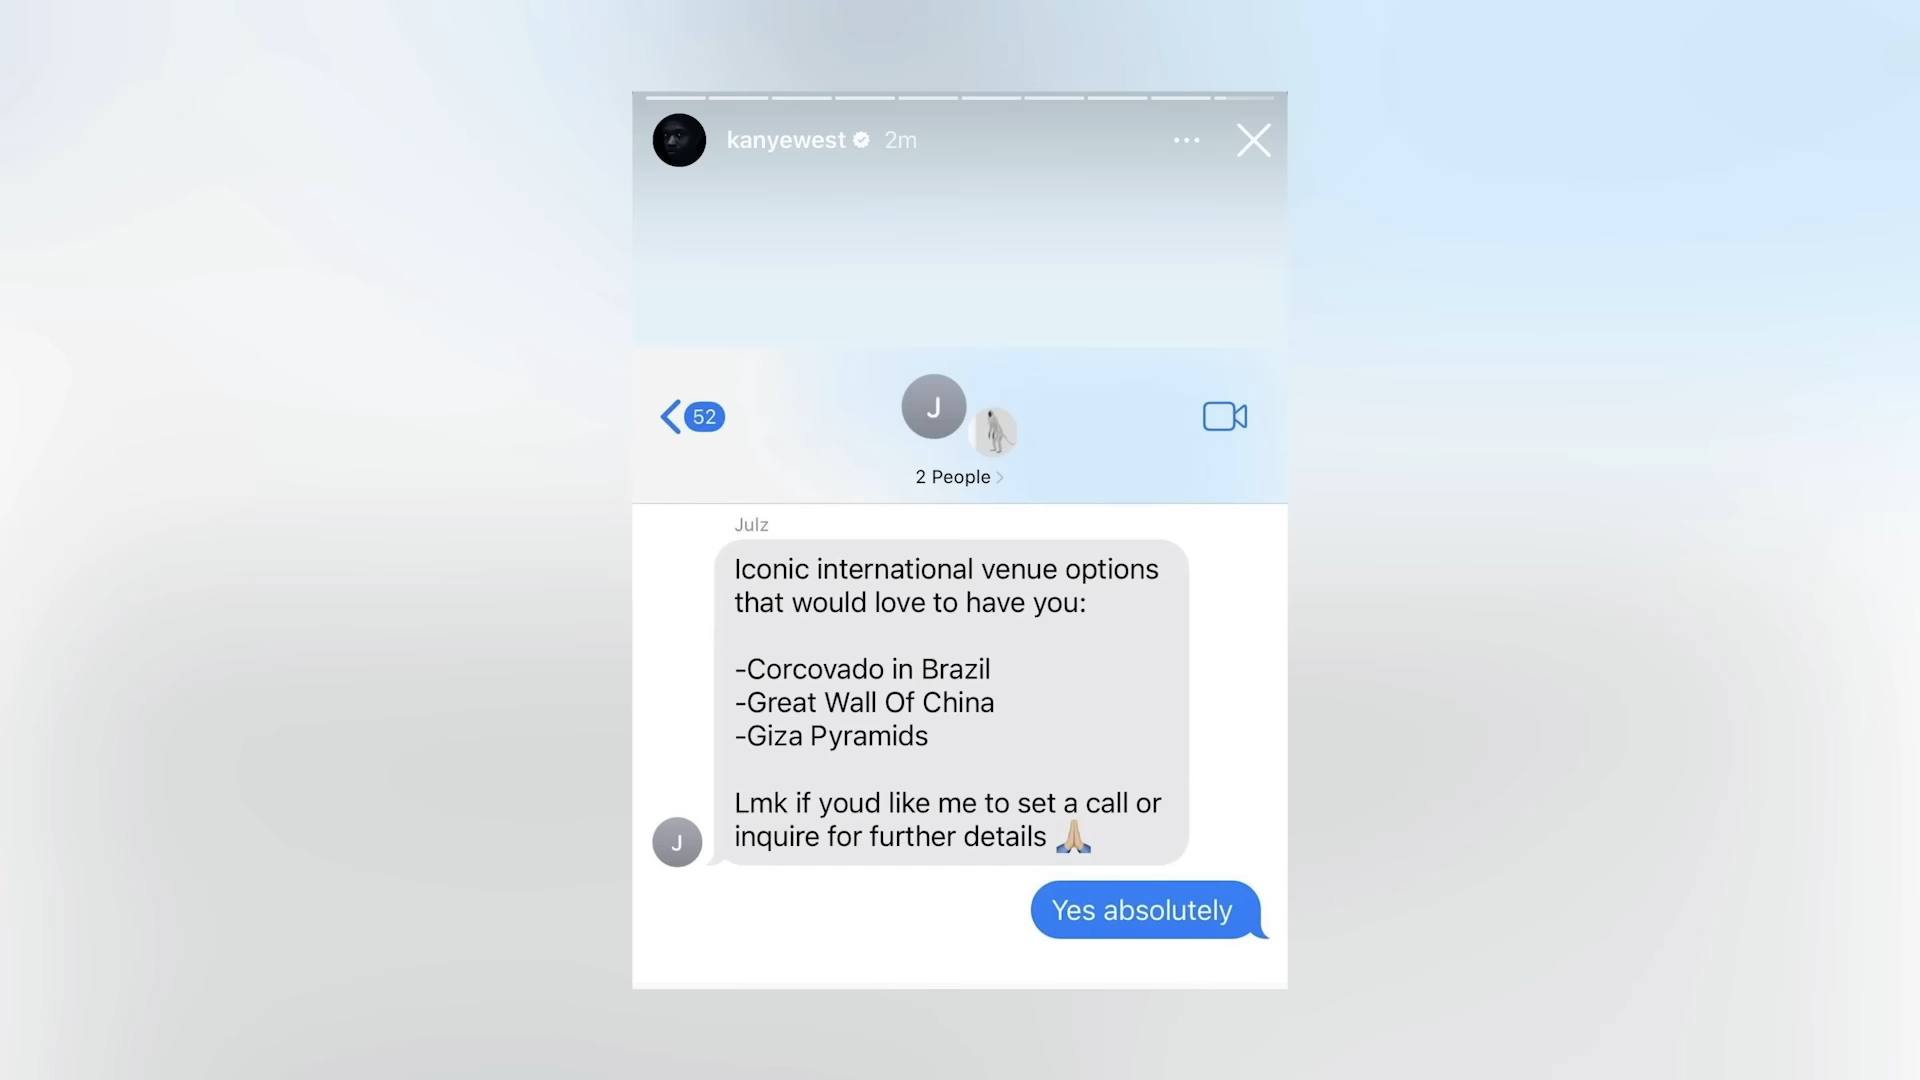 kanyewest 2m
52
J
2 People
Julz
Iconic international venue options
that would love to have you:
-Corcovado in Brazil
-Great Wall Of China
-Giza Pyramids
Lmk if youd like me to set a call or
inquire for further details 🙏🏼
J
Yes absolutely